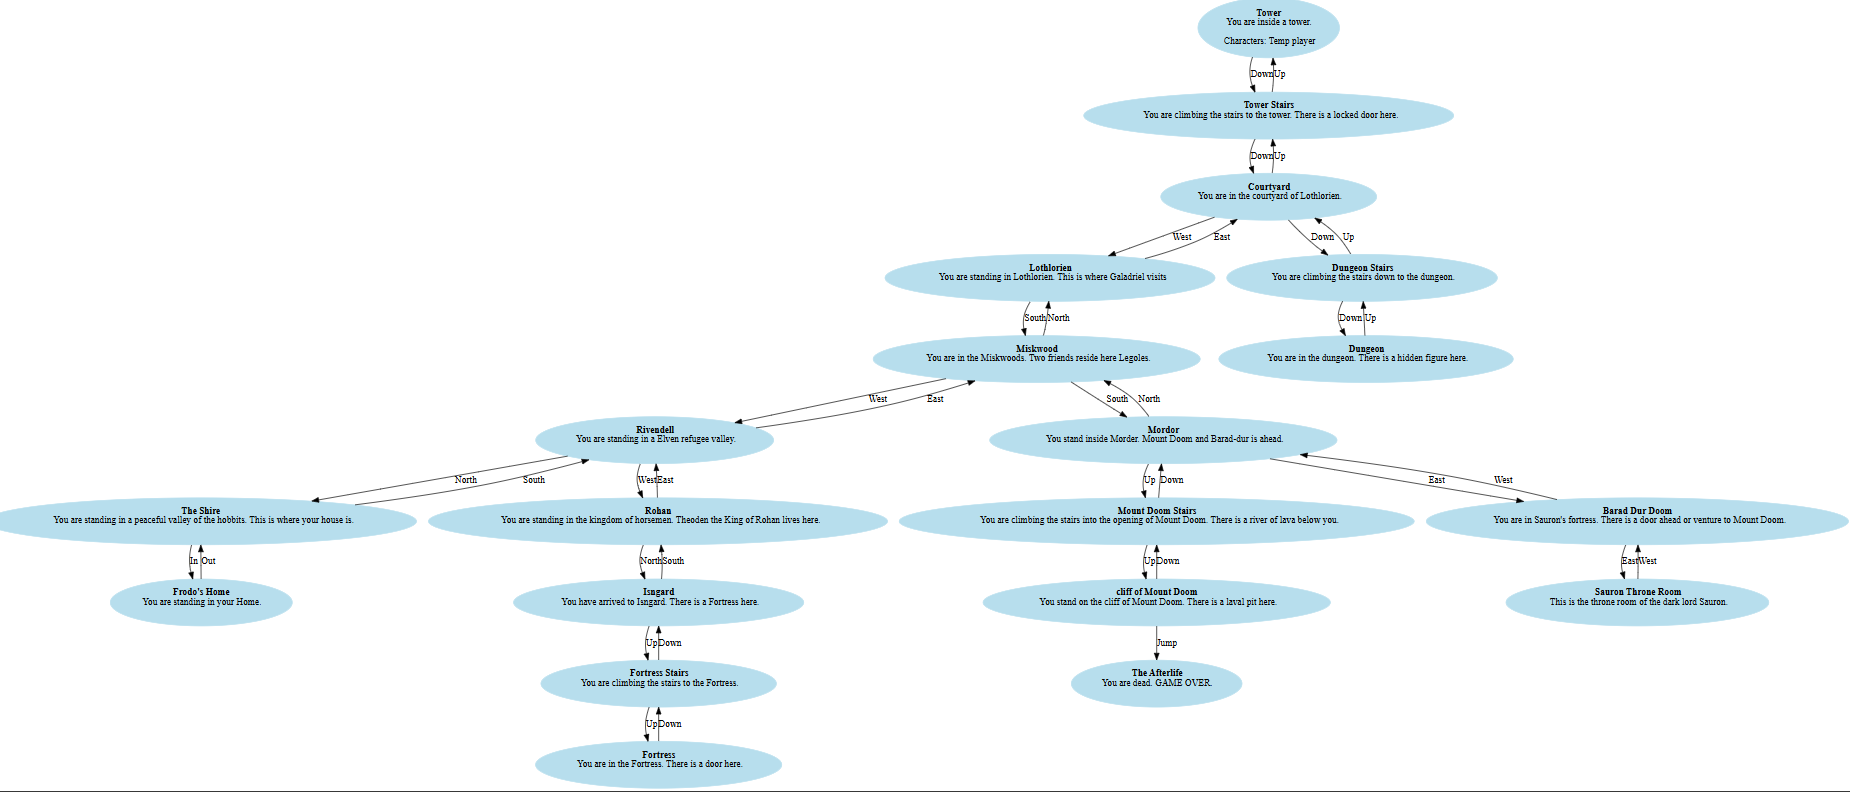 Tower
You are inside a tower.
Characters: Temp player
Down Up
Tower Stairs
You are climbing the stairs to the tower. There is a locked door here.
Down Up
Courtyard
You are in the courtyard of Lothlorien.
West East Down Up
Lothlorien
You are standing in Lothlorien. This is where Galadriel visits
Dungeon Stairs
You are climbing the stairs down to the dungeon.
South North Down Up
Miskwood
You are in the Miskwoods. Two friends reside here Legoles.
Dungeon
You are in the dungeon. There is a hidden figure here.
West East South North
Rivendell
You are standing in a Elven refugee valley.
Mordor
You stand inside Morder. Mount Doom and Barad-dur is ahead.
North South West East Up Down East West
The Shire
You are standing in a peaceful valley of the hobbits. This is where your house is.
Rohan
You are standing in the kingdom of horsemen. Theoden the King of Rohan lives here.
Mount Doom Stairs
You are climbing the stairs into the opening of Mount Doom. There is a river of lava below you.
Barad Dur Doom
You are in Sauron's fortress. There is a door ahead or venture to Mount Doom.
In Out North South Up Down East West
Frodo's Home
You are standing in your Home.
Isngard
You have arrived to Isngard. There is a Fortress here.
cliff of Mount Doom
You stand on the cliff of Mount Doom. There is a laval pit here.
Sauron Throne Room
This is the throne room of the dark lord Sauron.
Up Down Jump
Fortress Stairs
You are climbing the stairs to the Fortress.
The Afterlife
You are dead. GAME OVER.
Up Down
Fortress
You are in the Fortress. There is a door here.